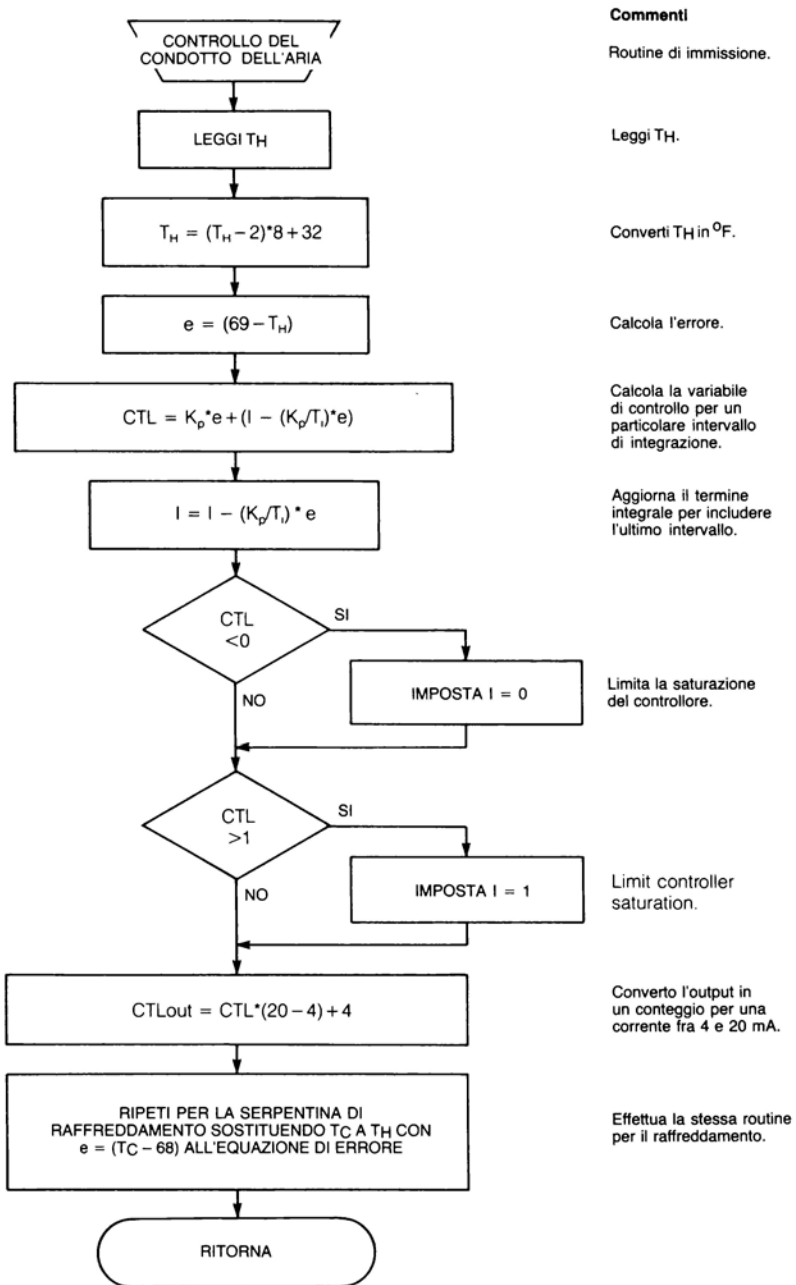 Commenti
CONTROLLO DEL
CONDOTTO DELL'ARIA
Routine di immissione.
LEGGI TH
Leggi TH.
TH = (TH − 2)*8 + 32
Converti TH in °F.
e = (69 − TH)
Calcola l'errore.
CTL = Kp*e + (I − (Kp/TI)*e)
Calcola la variabile
di controllo per un
particolare intervallo
di integrazione.
I = I − (Kp/TI) * e
Aggiorna il termine
integrale per includere
l'ultimo intervallo.
CTL
<0
SI
NO
IMPOSTA I = 0
Limita la saturazione
del controllore.
CTL
>1
SI
NO
IMPOSTA I = 1
Limit controller
saturation.
CTLout = CTL*(20 − 4) + 4
Converto l'output in
un conteggio per una
corrente fra 4 e 20 mA.
RIPETI PER LA SERPENTINA DI
RAFFREDDAMENTO SOSTITUENDO TC A TH CON
e = (TC − 68) ALL'EQUAZIONE DI ERRORE
Effettua la stessa routine
per il raffreddamento.
RITORNA